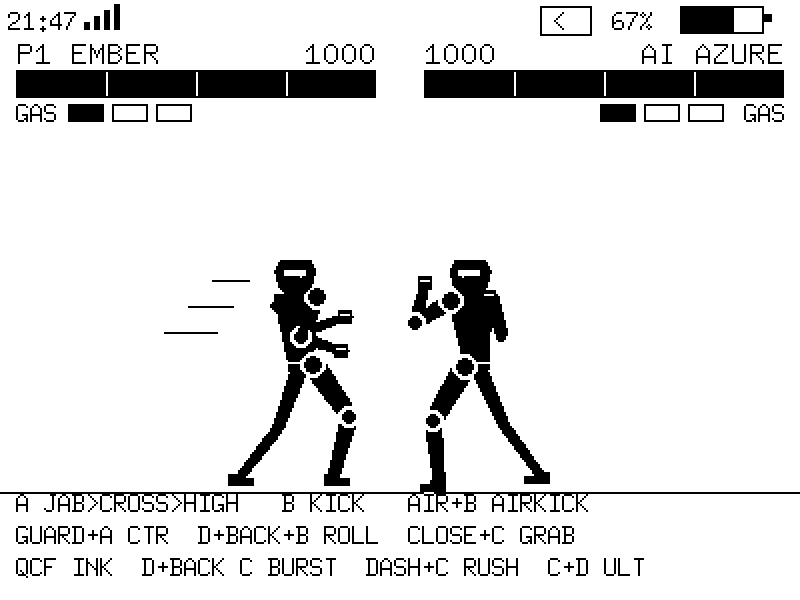 21:47 67%
P1 EMBER 1000 1000 AI AZURE
GAS GAS
A JAB>CROSS>HIGH B KICK AIR+B AIRKICK
GUARD+A CTR D+BACK+B ROLL CLOSE+C GRAB
QCF INK D+BACK C BURST DASH+C RUSH C+D ULT